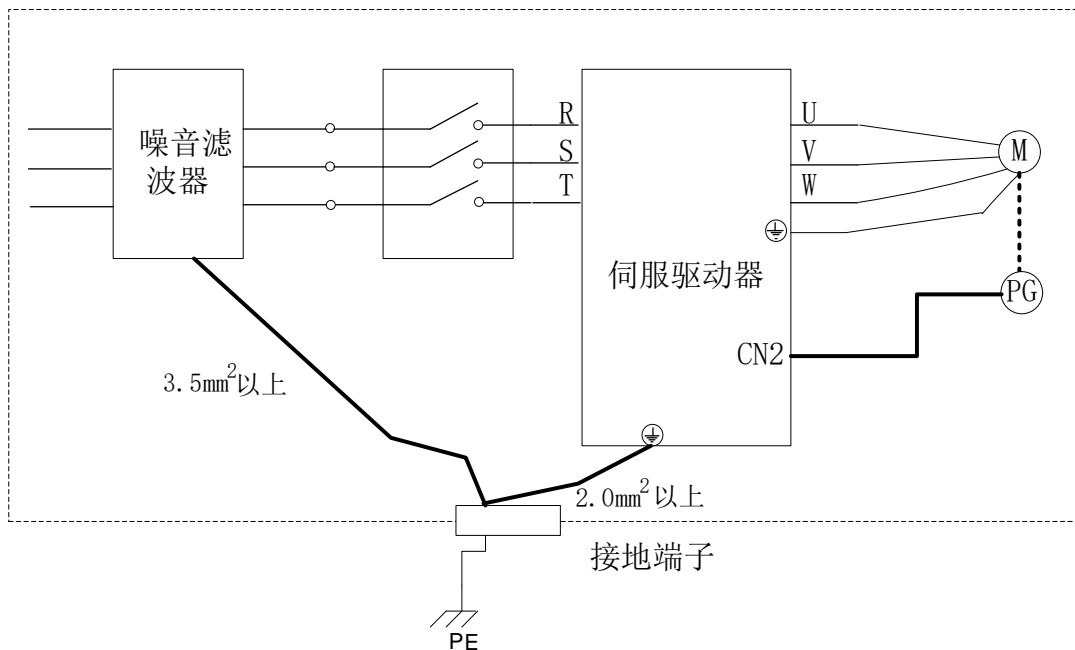 噪音滤
波器
R
S
T
U
V
W
M
伺服驱动器
PG
CN2
3.5mm²以上
2.0mm²以上
接地端子
PE